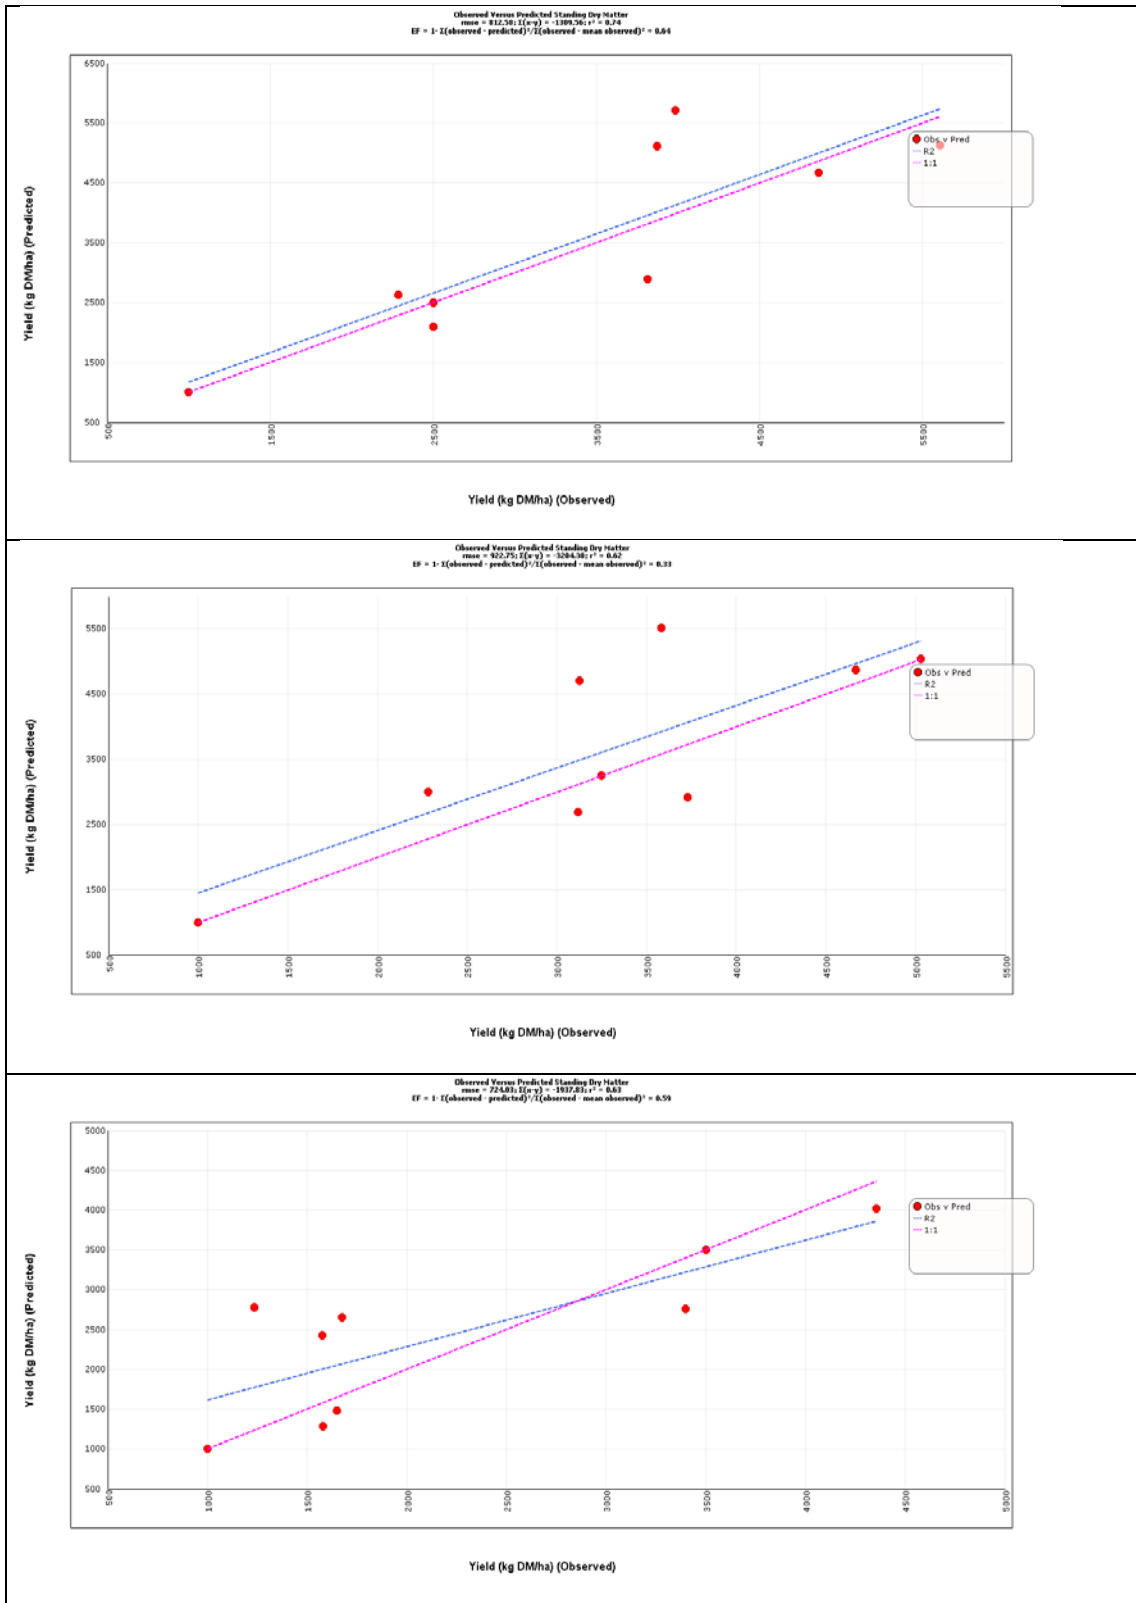 Observed Versus Predicted Standing Dry Matter
rmse = 812.58; Σ(x-y) = -1309.56; r² = 0.74
EF = 1- Σ(observed - predicted)²/Σ(observed - mean observed)² = 0.64
6500
5500
4500
3500
2500
1500
500
Yield (kg DM/ha) (Predicted)
Obs v Pred
R2
1:1
500
1500
2500
3500
4500
5500
Yield (kg DM/ha) (Observed)
Observed Versus Predicted Standing Dry Matter
rmse = 922.75; Σ(x-y) = -3204.30; r² = 0.62
EF = 1- Σ(observed - predicted)²/Σ(observed - mean observed)² = 0.33
5500
4500
3500
2500
1500
500
Yield (kg DM/ha) (Predicted)
Obs v Pred
R2
1:1
500
1000
1500
2000
2500
3000
3500
4000
4500
5000
5500
Yield (kg DM/ha) (Observed)
Observed Versus Predicted Standing Dry Matter
rmse = 724.03; Σ(x-y) = -1937.83; r² = 0.63
EF = 1- Σ(observed - predicted)²/Σ(observed - mean observed)² = 0.59
5000
4500
4000
3500
3000
2500
2000
1500
1000
500
Yield (kg DM/ha) (Predicted)
Obs v Pred
R2
1:1
500
1000
1500
2000
2500
3000
3500
4000
4500
5000
Yield (kg DM/ha) (Observed)